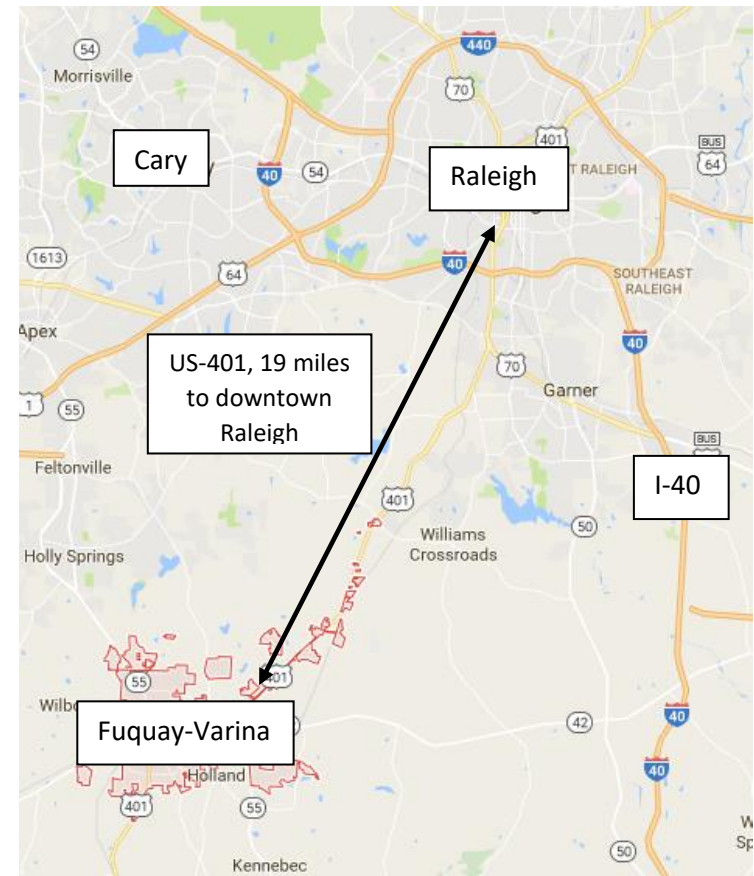 54
Morrisville
440
70
401
BUS
64
Cary
40
54
Raleigh
T RALEIGH
1613
64
40
SOUTHEAST
RALEIGH
Apex
US-401, 19 miles
to downtown
Raleigh
40
1
55
70
Garner
BUS
Feltonville
401
I-40
Williams
Crossroads
50
Holly Springs
55
401
Wilb
Fuquay-Varina
42
40
Holland
40
401
55
W
Sp
50
Kennebec